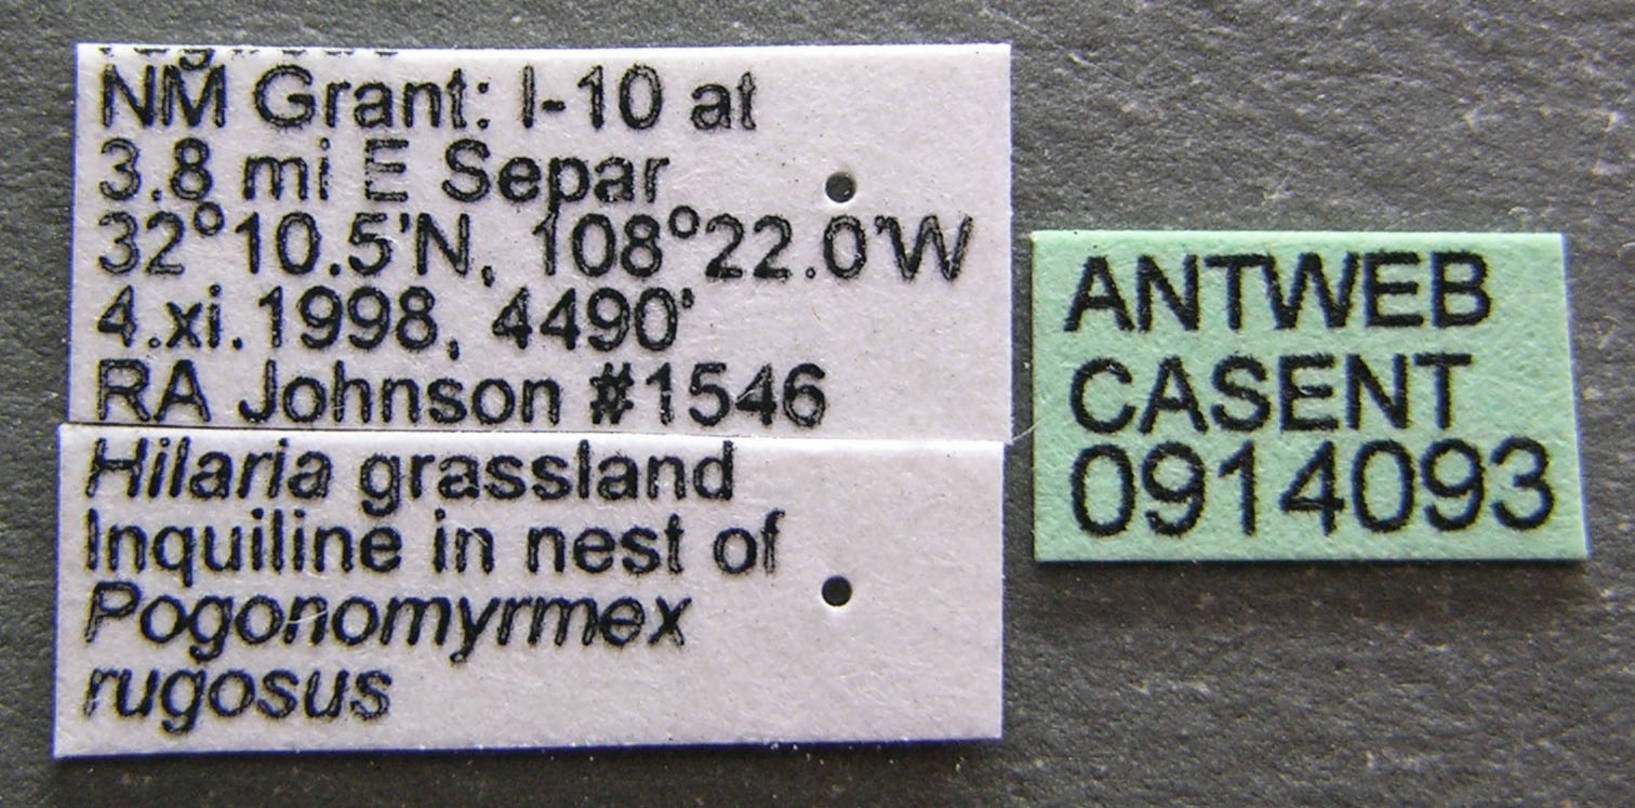 NM Grant: I-10 at
3.8 mi E Separ
32°10.5'N, 108°22.0'W
4.xi.1998, 4490'
RA Johnson #1546
Hilaria grassland
Inquiline in nest of
Pogonomyrmex
rugosus
ANTWEB
CASENT
0914093